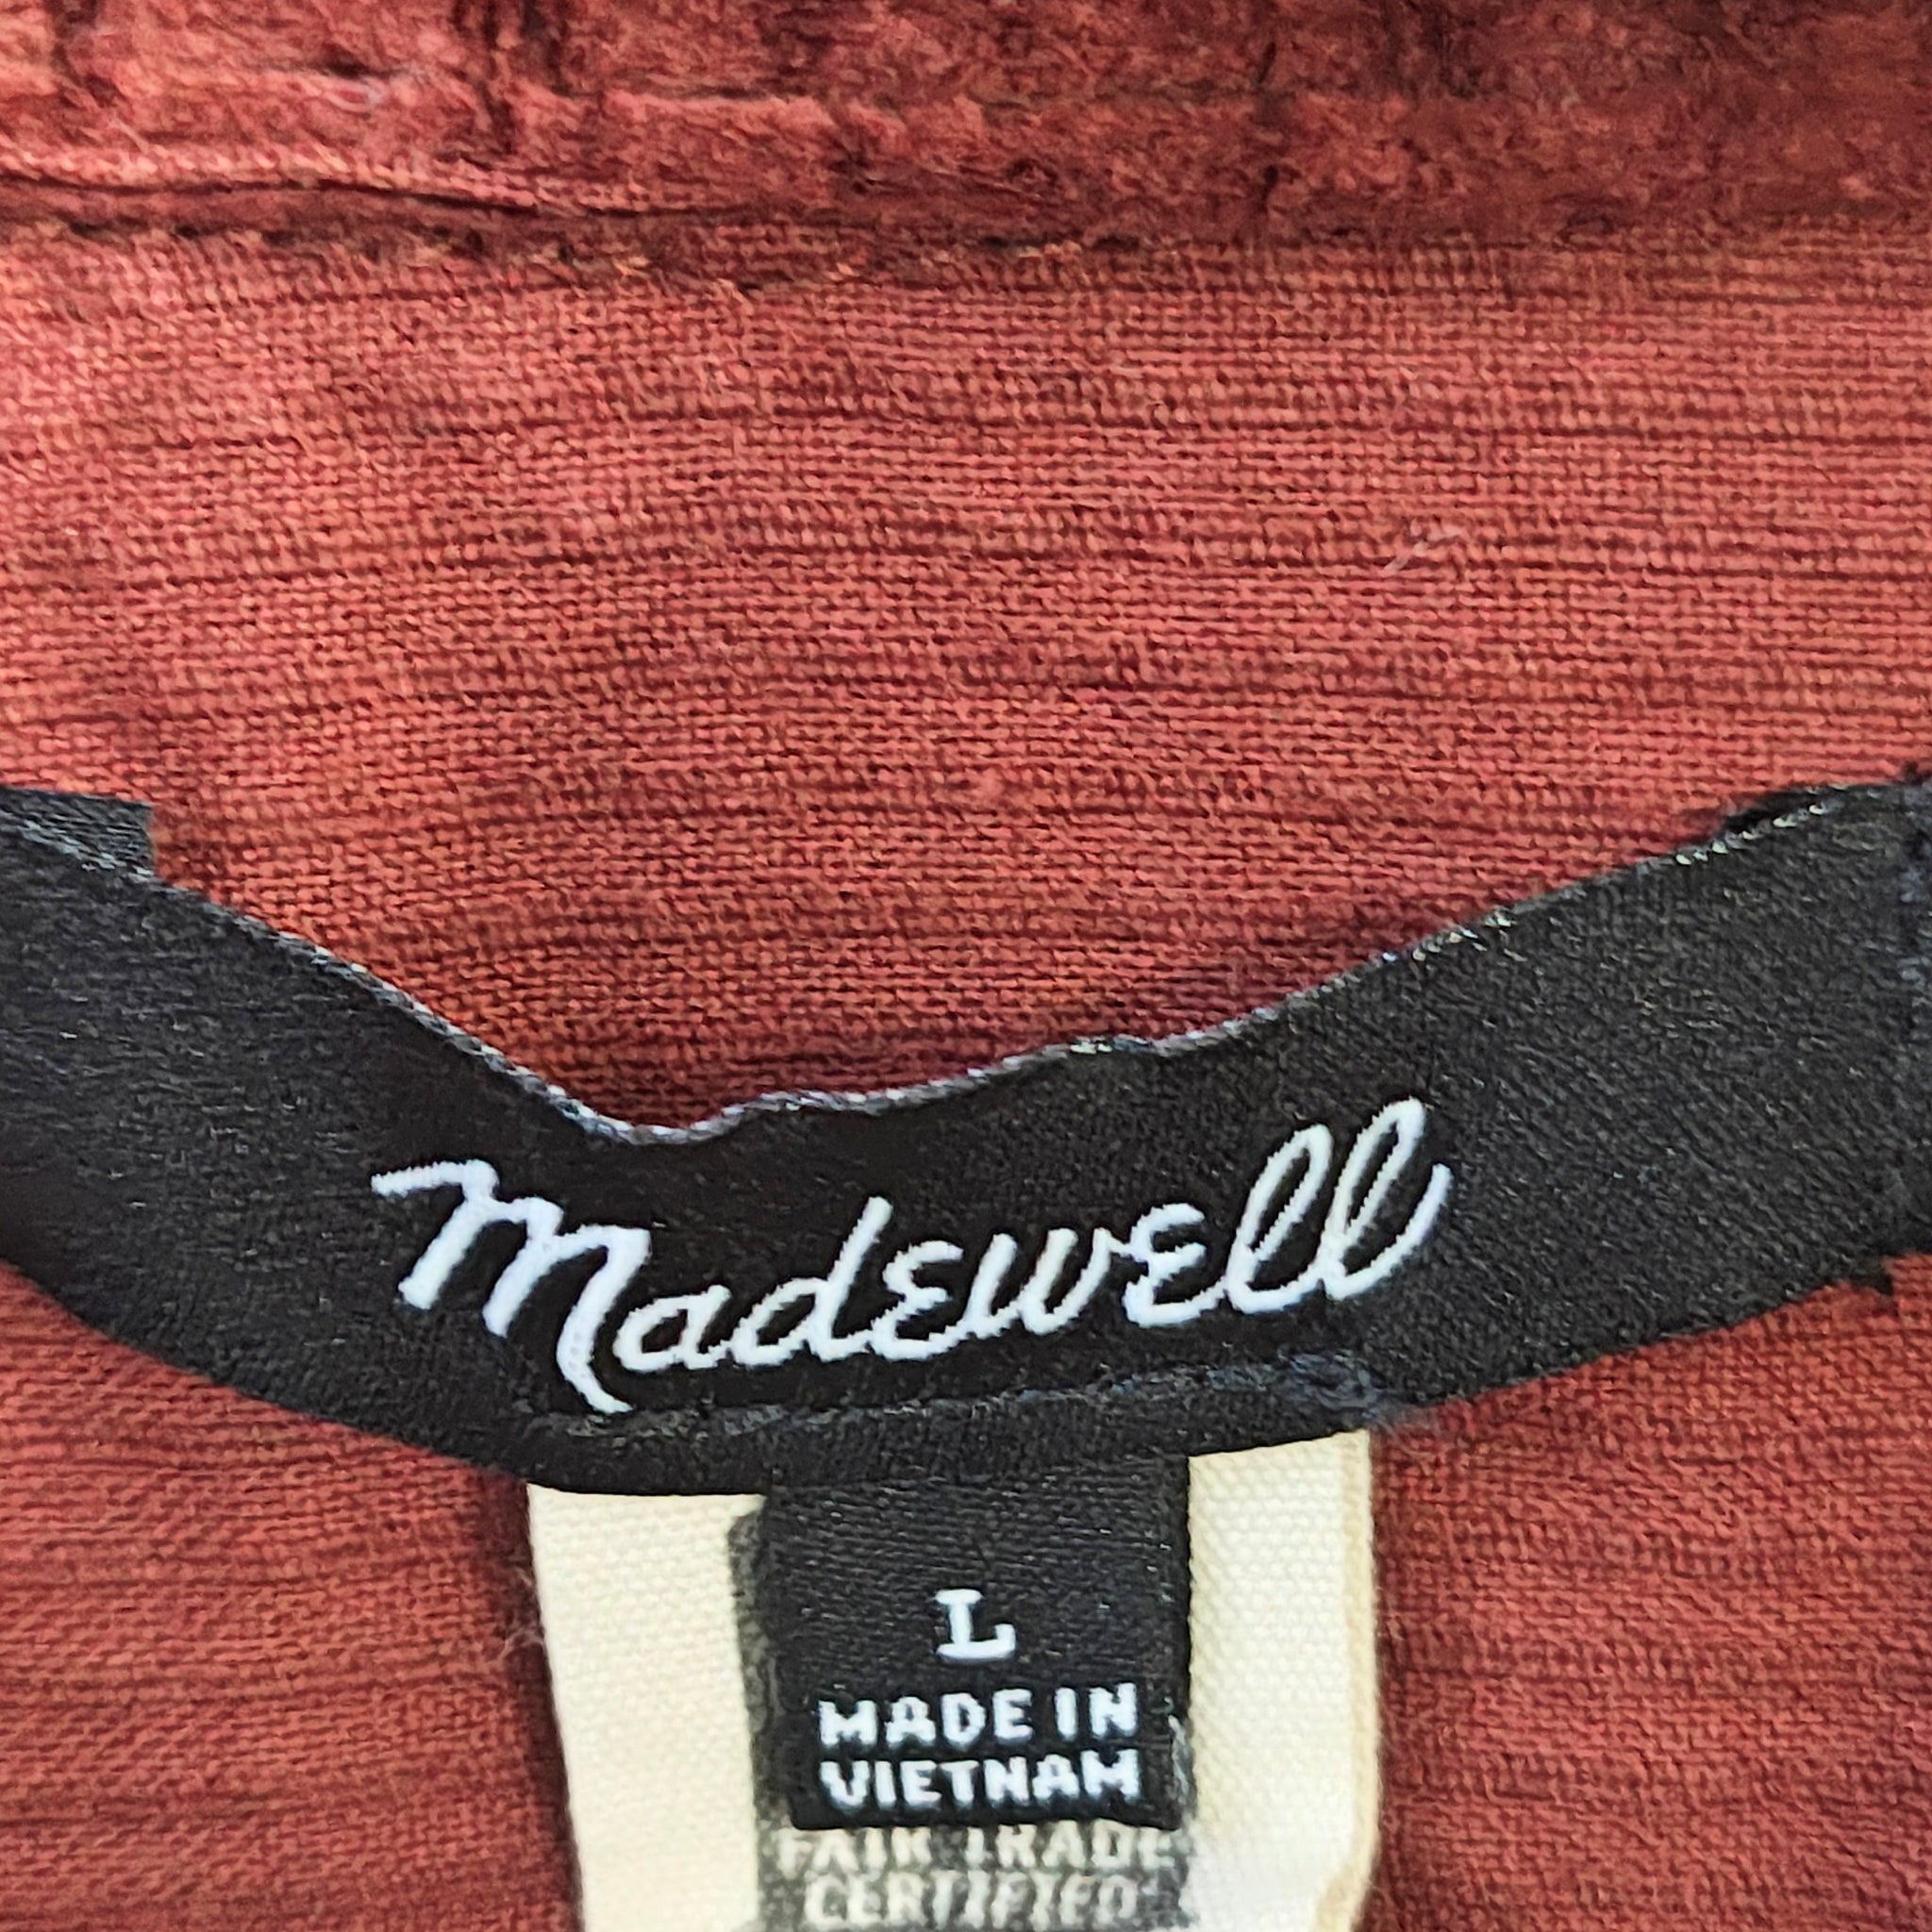 Madewell
L
MADE IN
VIETNAM
FAIR TRADE
CERTIFIED